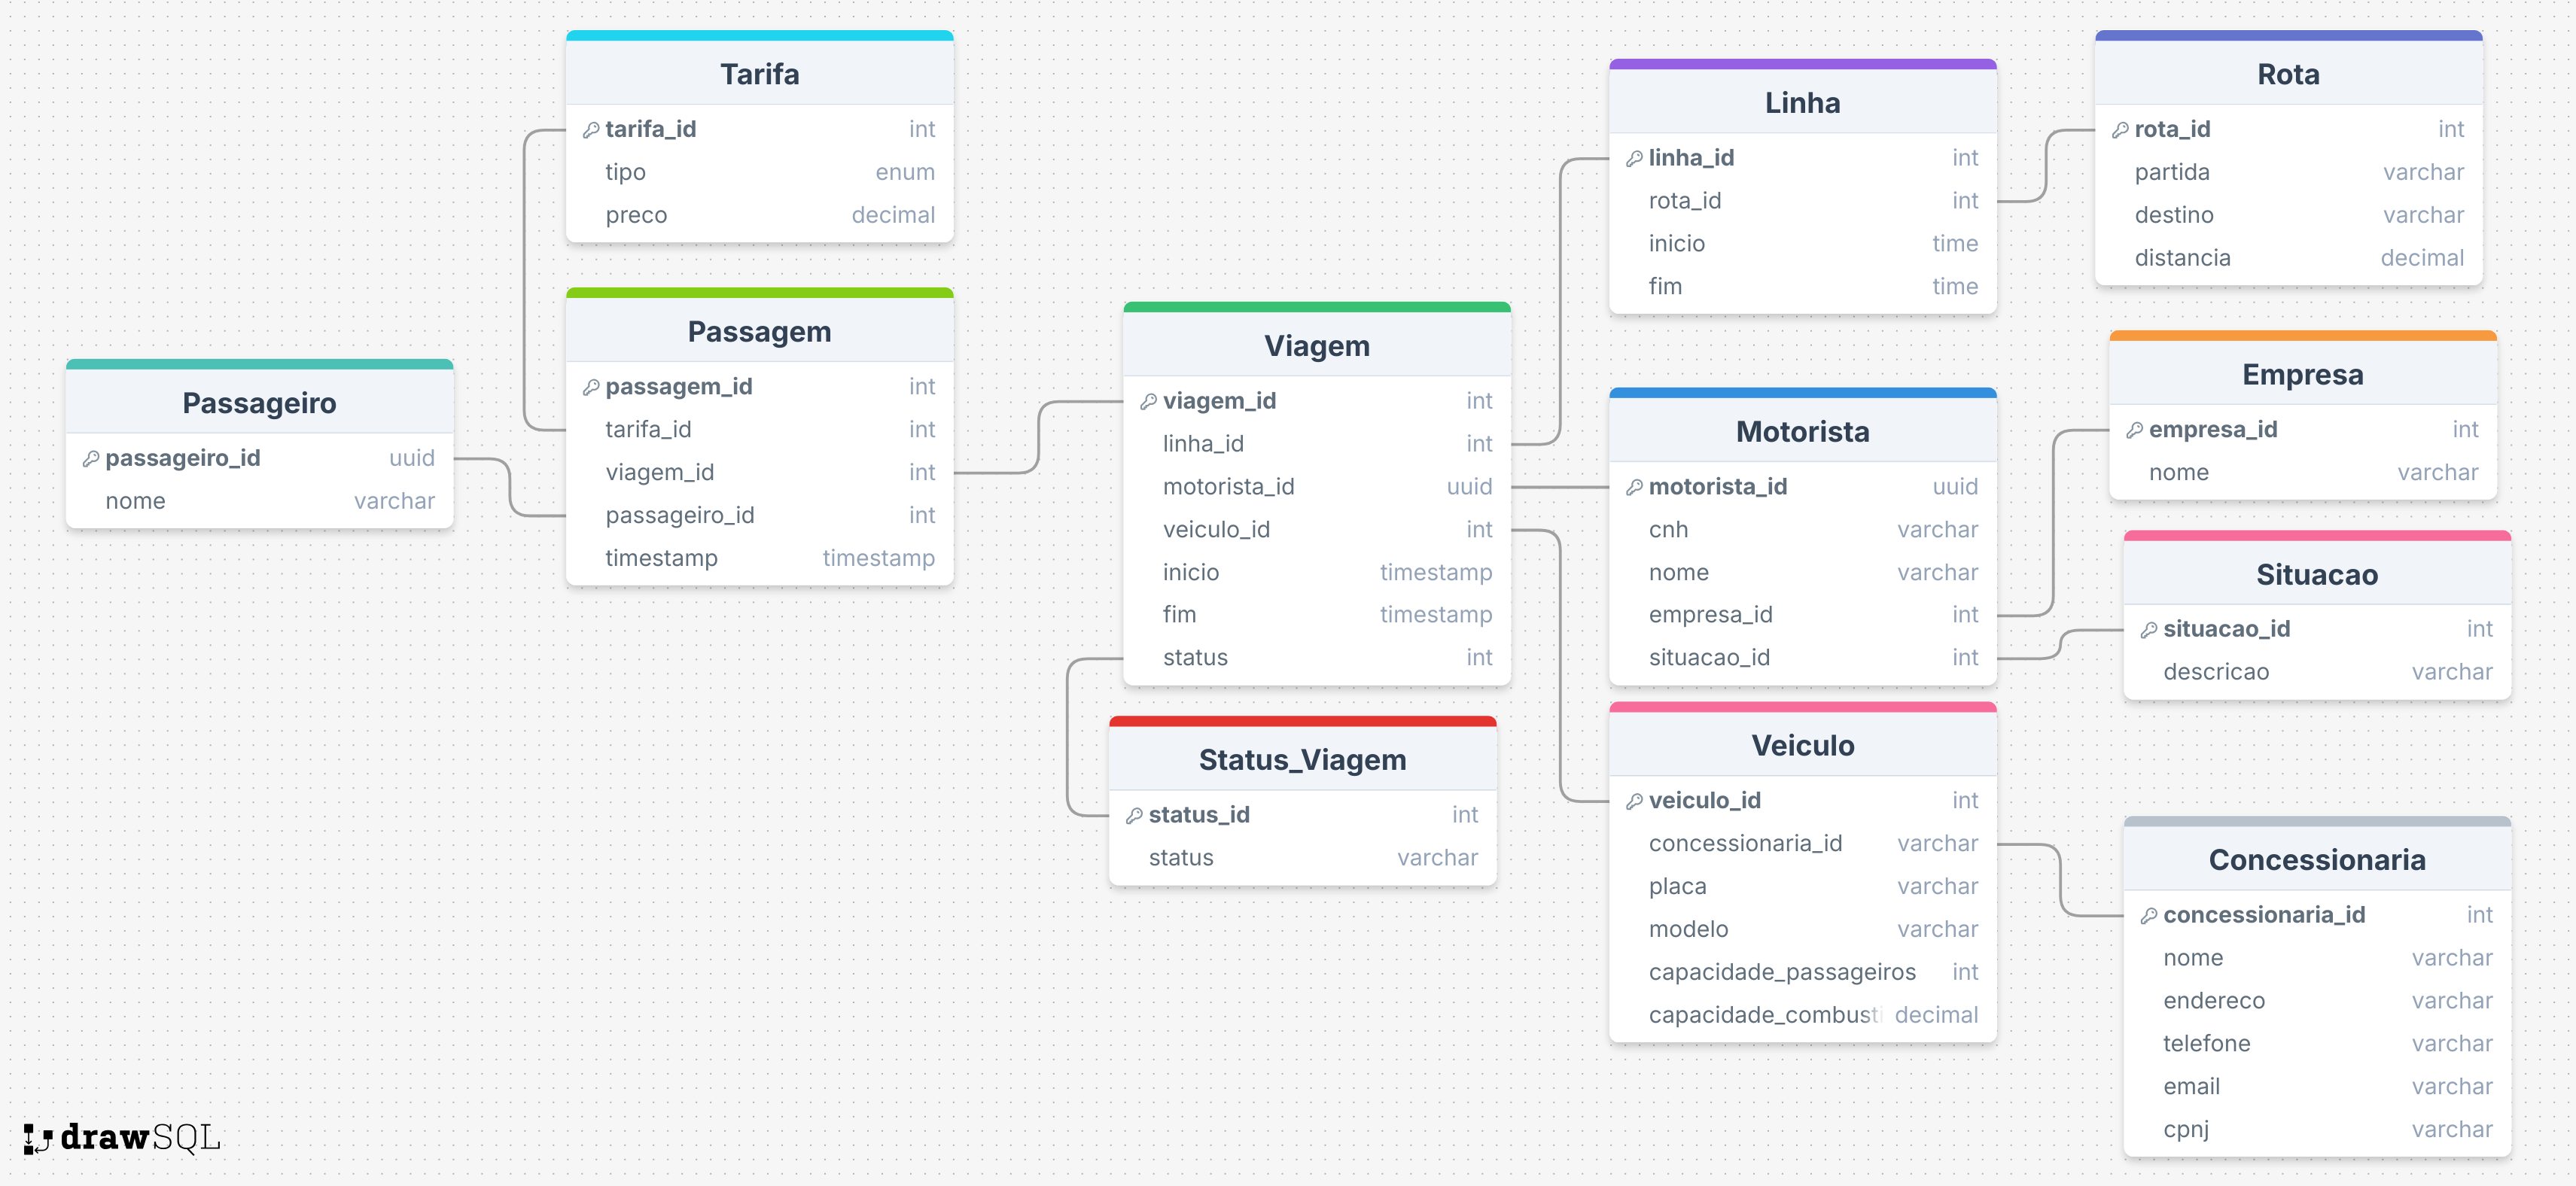 Tarifa
tarifa_id int
tipo enum
preco decimal
Passagem
passagem_id int
tarifa_id int
viagem_id int
passageiro_id int
timestamp timestamp
Passageiro
passageiro_id uuid
nome varchar
Viagem
viagem_id int
linha_id int
motorista_id uuid
veiculo_id int
inicio timestamp
fim timestamp
status int
Status_Viagem
status_id int
status varchar
Linha
linha_id int
rota_id int
inicio time
fim time
Motorista
motorista_id uuid
cnh varchar
nome varchar
empresa_id int
situacao_id int
Veiculo
veiculo_id int
concessionaria_id varchar
placa varchar
modelo varchar
capacidade_passageiros int
capacidade_combusti decimal
Rota
rota_id int
partida varchar
destino varchar
distancia decimal
Empresa
empresa_id int
nome varchar
Situacao
situacao_id int
descricao varchar
Concessionaria
concessionaria_id int
nome varchar
endereco varchar
telefone varchar
email varchar
cpnj varchar
drawSQL